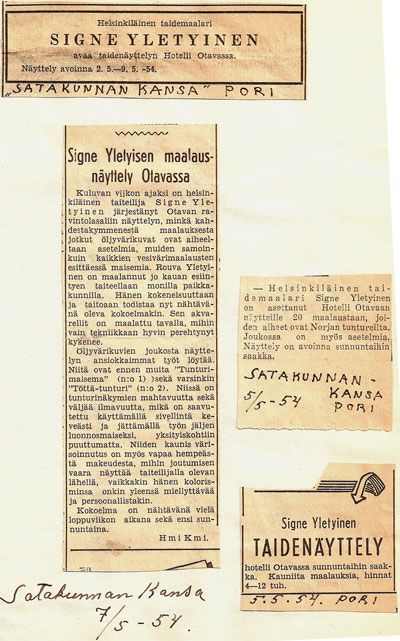 Helsinkiläinen taidemaalari
SIGNE YLETYINEN
avaa taidenäyttelyn Hotelli Otavassa.
Näyttely avoinna 2. 5.—9. 5. -54.
„SATAKUNNAN KANSA” PORI
Signe Yletyisen maalaus-
näyttely Otavassa
Kuluvan viikon ajaksi on helsin-
kiläinen taiteilija Signe Yle-
tyinen järjestänyt Otavan ra-
vintolasaliin näyttelyn, minkä kah-
destakymmenestä maalauksesta
jotkut öljyvärikuvat ovat aiheel-
taan asetelmia, muiden samoin-
kuin kaikkien vesivärimaalausten
esittäessä maisemia. Rouva Yletyi-
nen on maalannut jo kauan esiin-
tyen taiteellaan monilla paikka-
kunnilla. Hänen kokeneisuuttaan
ja taitoaan todistaa nyt nähtävä-
nä oleva kokoelmakin. Sen akva-
rellit on maalattu tavalla, mihin
vain tekniikkaan hyvin perehtynyt
kykenee.
Öljyvärikuvien joukosta näytte-
lyn ansiokkaimmat työt löytää.
Niitä ovat ennen muita "Tunturi-
maisema" (n:o 1) )sekä varsinkin
"Töttä-tunturi" (n:o 2). Niissä on
tunturinäkymien mahtavuutta sekä
väljää ilmavuutta, mikä on saavu-
tettu käyttämällä sivellintä ke-
veästi ja jättämällä työn jäljen
luonnosmaiseksi, yksityiskohtiin
puuttumatta. Niiden kaunis väri-
soinnutus on myös vapaa hempeäs-
tä makeudesta, mihin joutumisen
vaara näyttää taiteilijalla olevan
lähellä, vaikkakin hänen koloris-
minsa onkin yleensä miellyttävää
ja persoonallistakin.
Kokoelma on nähtävänä vielä
loppuviikon aikana sekä ensi sun-
nuntaina.
HmiKmi.
Satakunnan Kansa
7/5-54.
— Helsinkiläinen tai-
demaalari Signe Yletyinen
on asettanut Hotelli Otavaan
näytteille 20 maalaustaan, joi-
den aiheet ovat Norjan tuntureilta.
Joukossa on myös asetelmia.
Näyttely on avoinna sunnuntaihin
saakka.
SATAKUNNAN-
5/5-54 KANSA
PORI
Signe Yletyinen
TAIDENÄYTTELY
hotelli Otavassa sunnuntaihin saak-
ka. Kauniita maalauksia, hinnat
4—12 tuh.
5.5.54. PORI